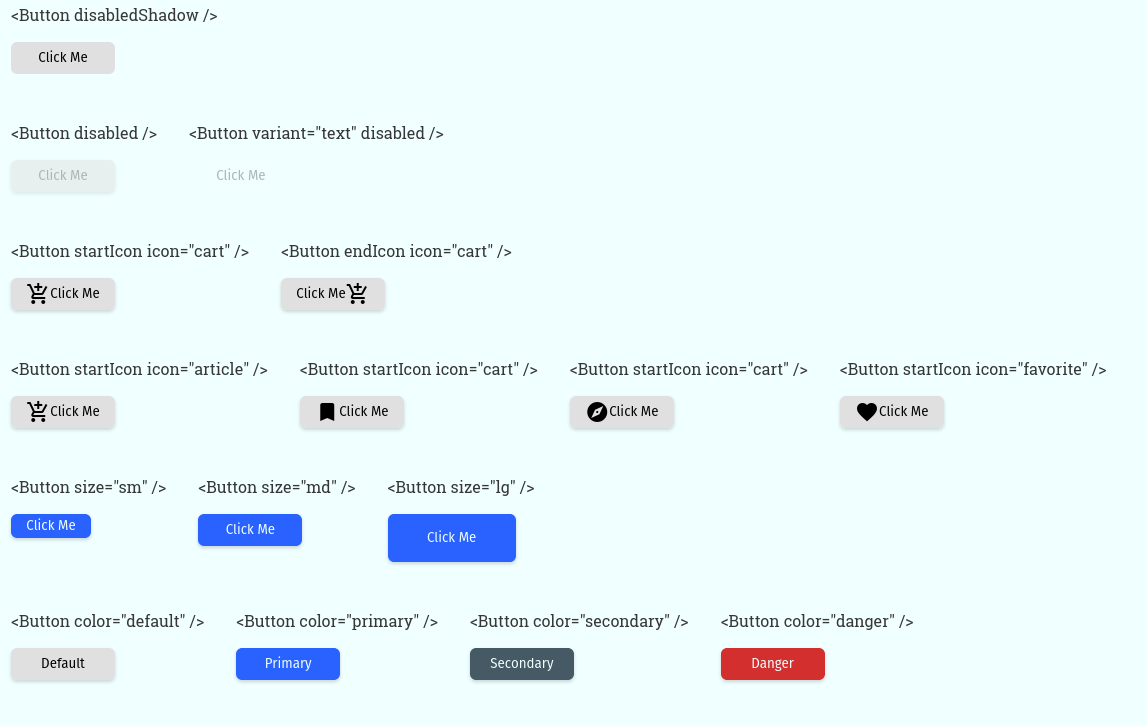 <Button disabledShadow />
Click Me
<Button disabled /> <Button variant="text" disabled />
Click Me Click Me
<Button startIcon icon="cart" /> <Button endIcon icon="cart" />
Click Me Click Me
<Button startIcon icon="article" /> <Button startIcon icon="cart" /> <Button startIcon icon="cart" /> <Button startIcon icon="favorite" />
Click Me Click Me Click Me Click Me
<Button size="sm" /> <Button size="md" /> <Button size="lg" />
Click Me Click Me Click Me
<Button color="default" /> <Button color="primary" /> <Button color="secondary" /> <Button color="danger" />
Default Primary Secondary Danger